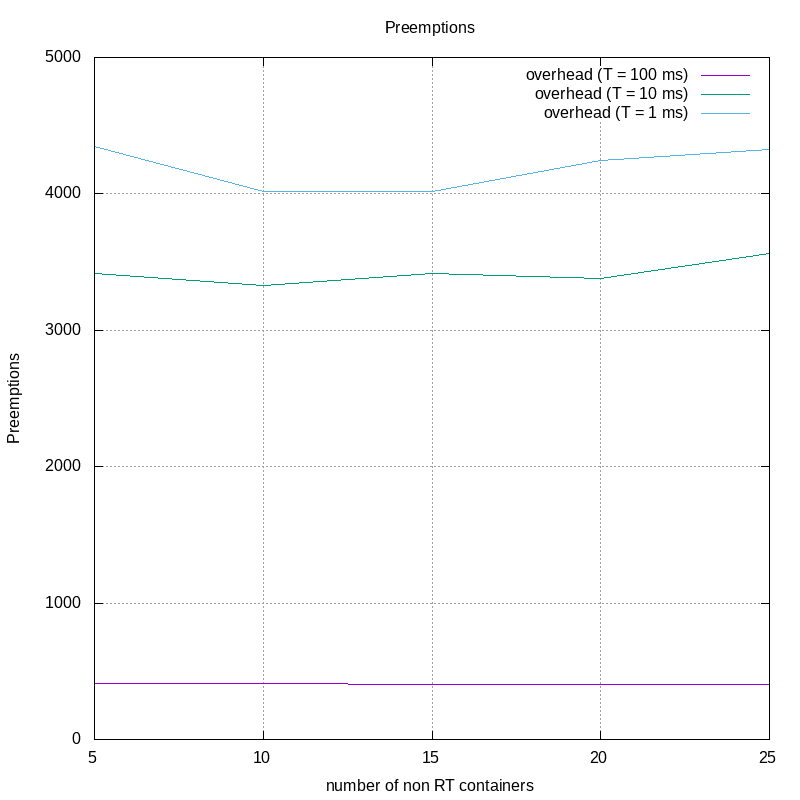 Preemptions
overhead (T = 100 ms)
overhead (T = 10 ms)
overhead (T = 1 ms)
5000
4000
3000
2000
1000
0
Preemptions
5 10 15 20 25
number of non RT containers